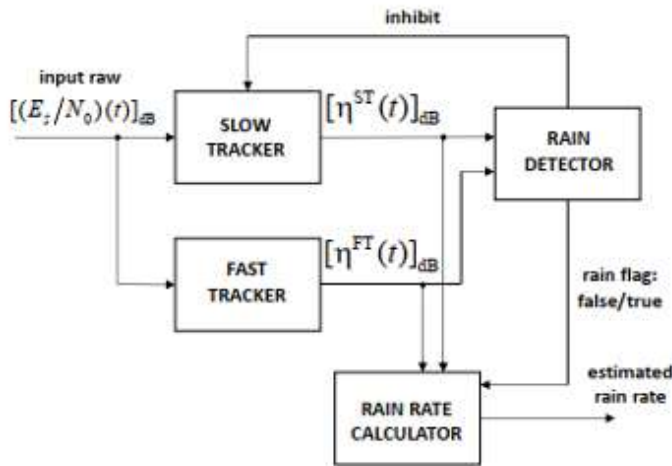 inhibit
input raw
[(E_s/N_0)(t)]_dB
SLOW
TRACKER
[η^ST(t)]_dB
RAIN
DETECTOR
FAST
TRACKER
[η^FT(t)]_dB
rain flag:
false/true
RAIN RATE
CALCULATOR
estimated
rain rate